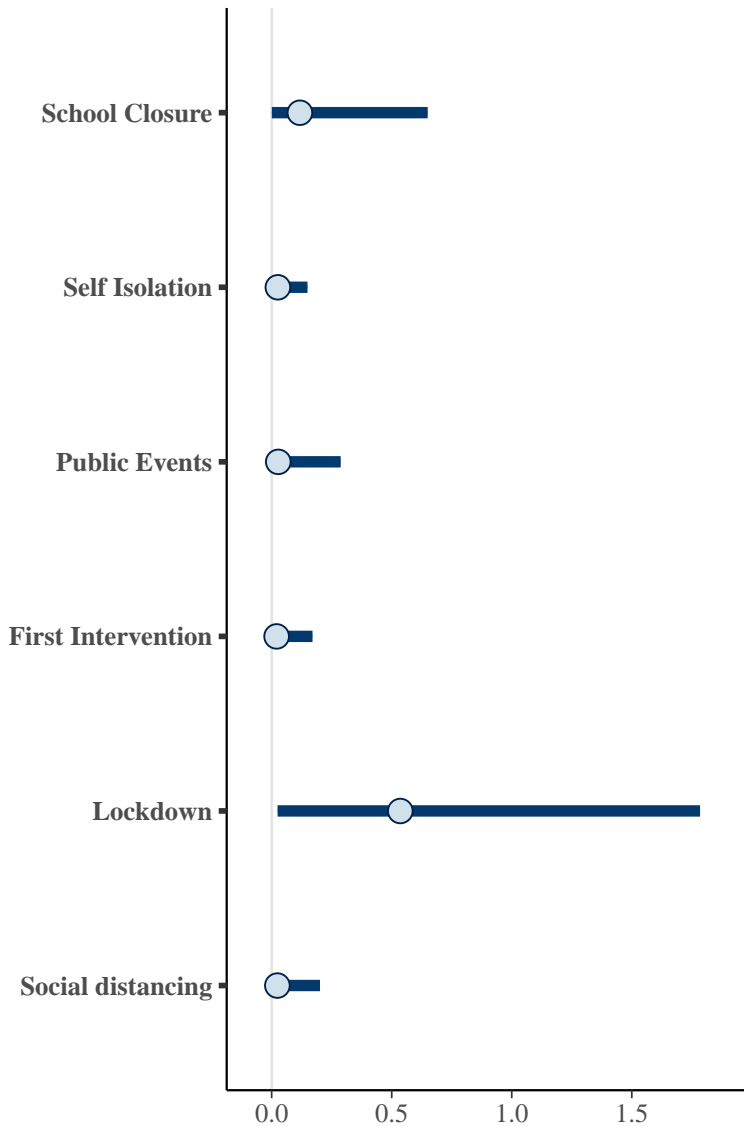 School Closure
Self Isolation
Public Events
First Intervention
Lockdown
Social distancing
0.0 0.5 1.0 1.5